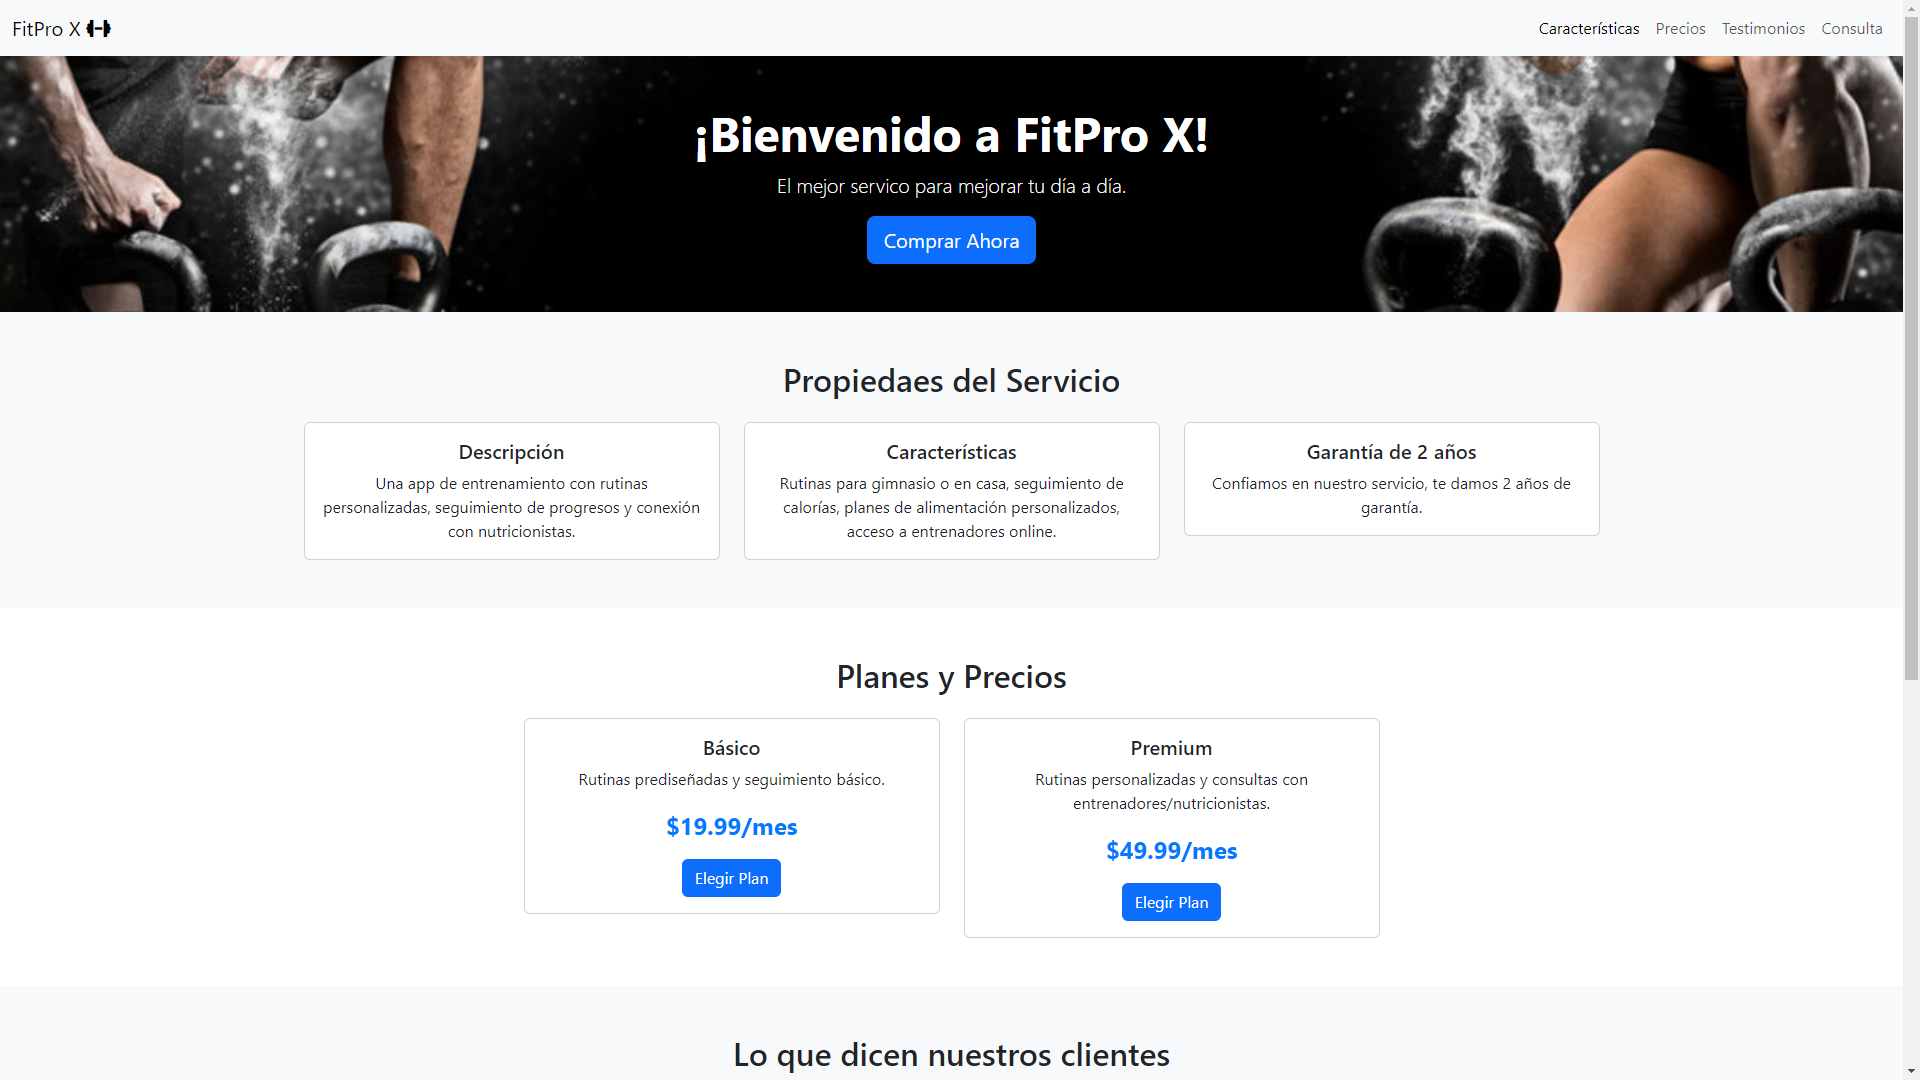 FitPro X
Características Precios Testimonios Consulta
¡Bienvenido a FitPro X!
El mejor servico para mejorar tu día a día.
Comprar Ahora
Propiedaes del Servicio
Descripción
Una app de entrenamiento con rutinas
personalizadas, seguimiento de progresos y conexión
con nutricionistas.
Características
Rutinas para gimnasio o en casa, seguimiento de
calorías, planes de alimentación personalizados,
acceso a entrenadores online.
Garantía de 2 años
Confiamos en nuestro servicio, te damos 2 años de
garantía.
Planes y Precios
Básico
Rutinas prediseñadas y seguimiento básico.
$19.99/mes
Elegir Plan
Premium
Rutinas personalizadas y consultas con
entrenadores/nutricionistas.
$49.99/mes
Elegir Plan
Lo que dicen nuestros clientes